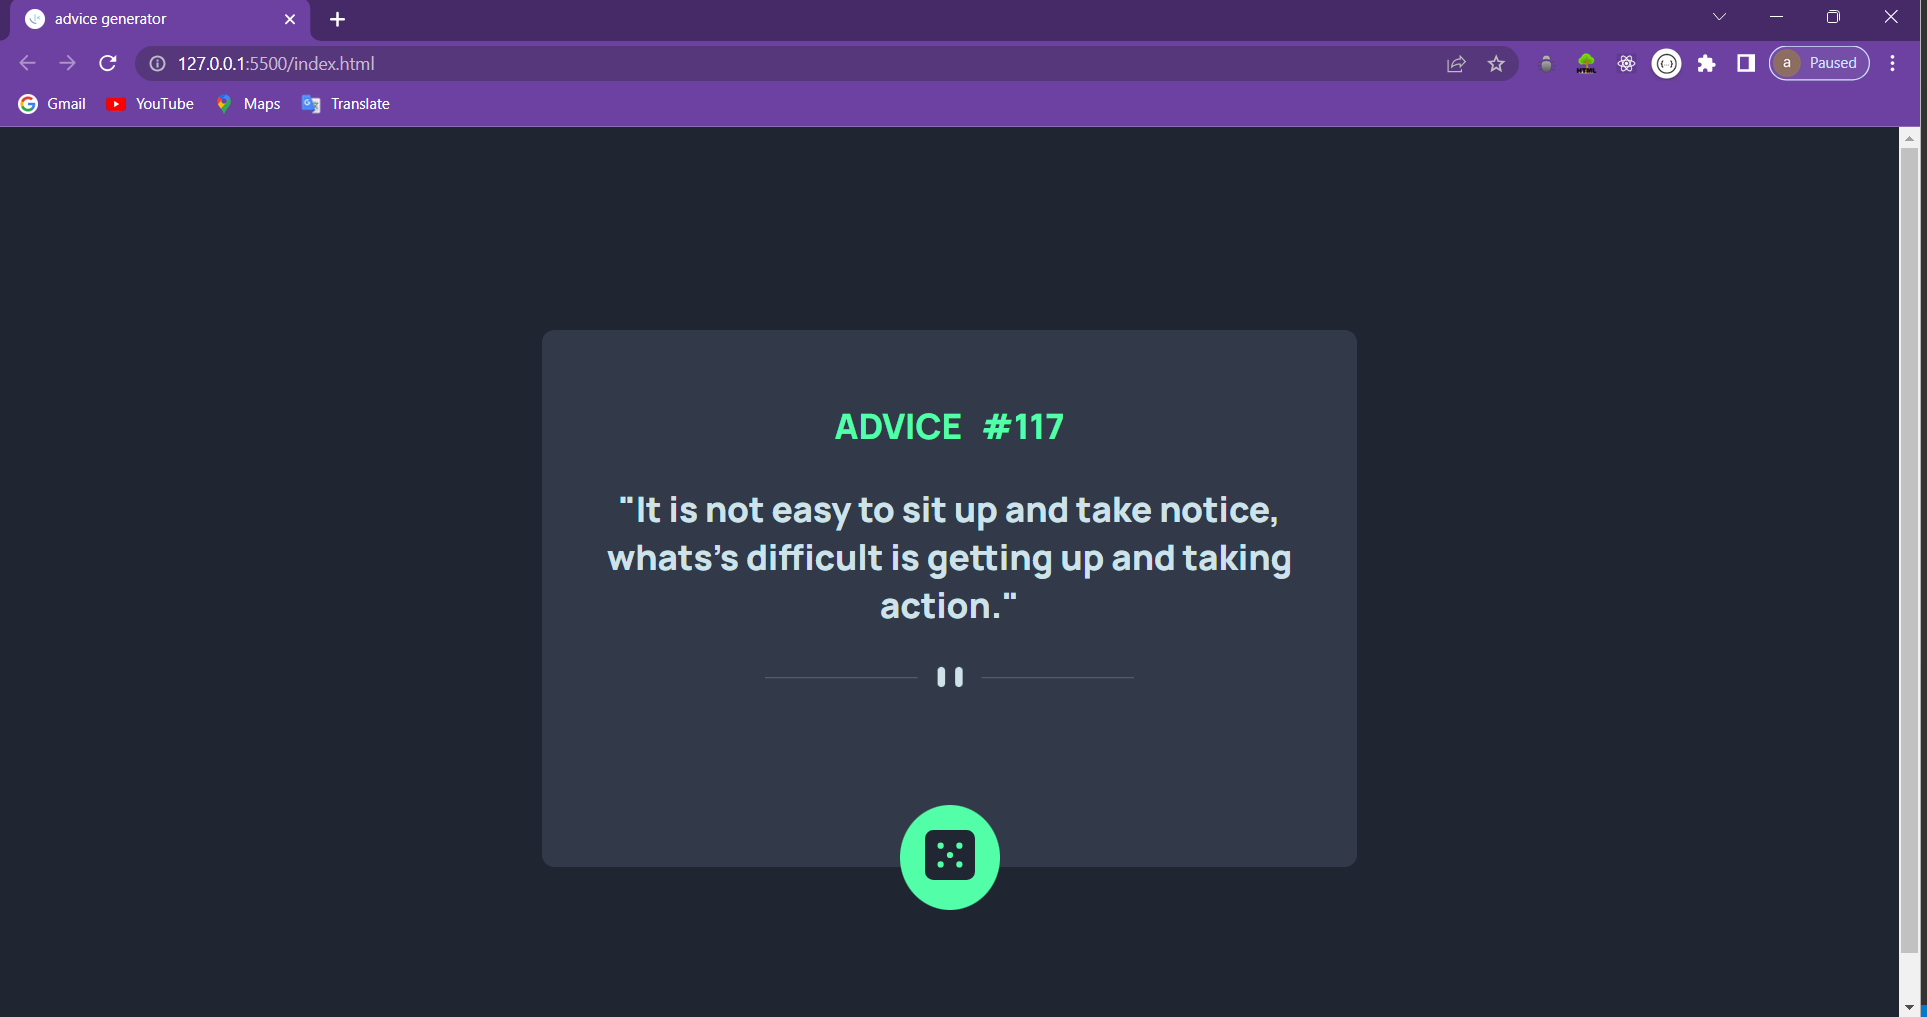 advice generator
127.0.0.1:5500/index.html
HTML
a Paused
Gmail YouTube Maps Translate
ADVICE #117
"It is not easy to sit up and take notice,
whats's difficult is getting up and taking
action."